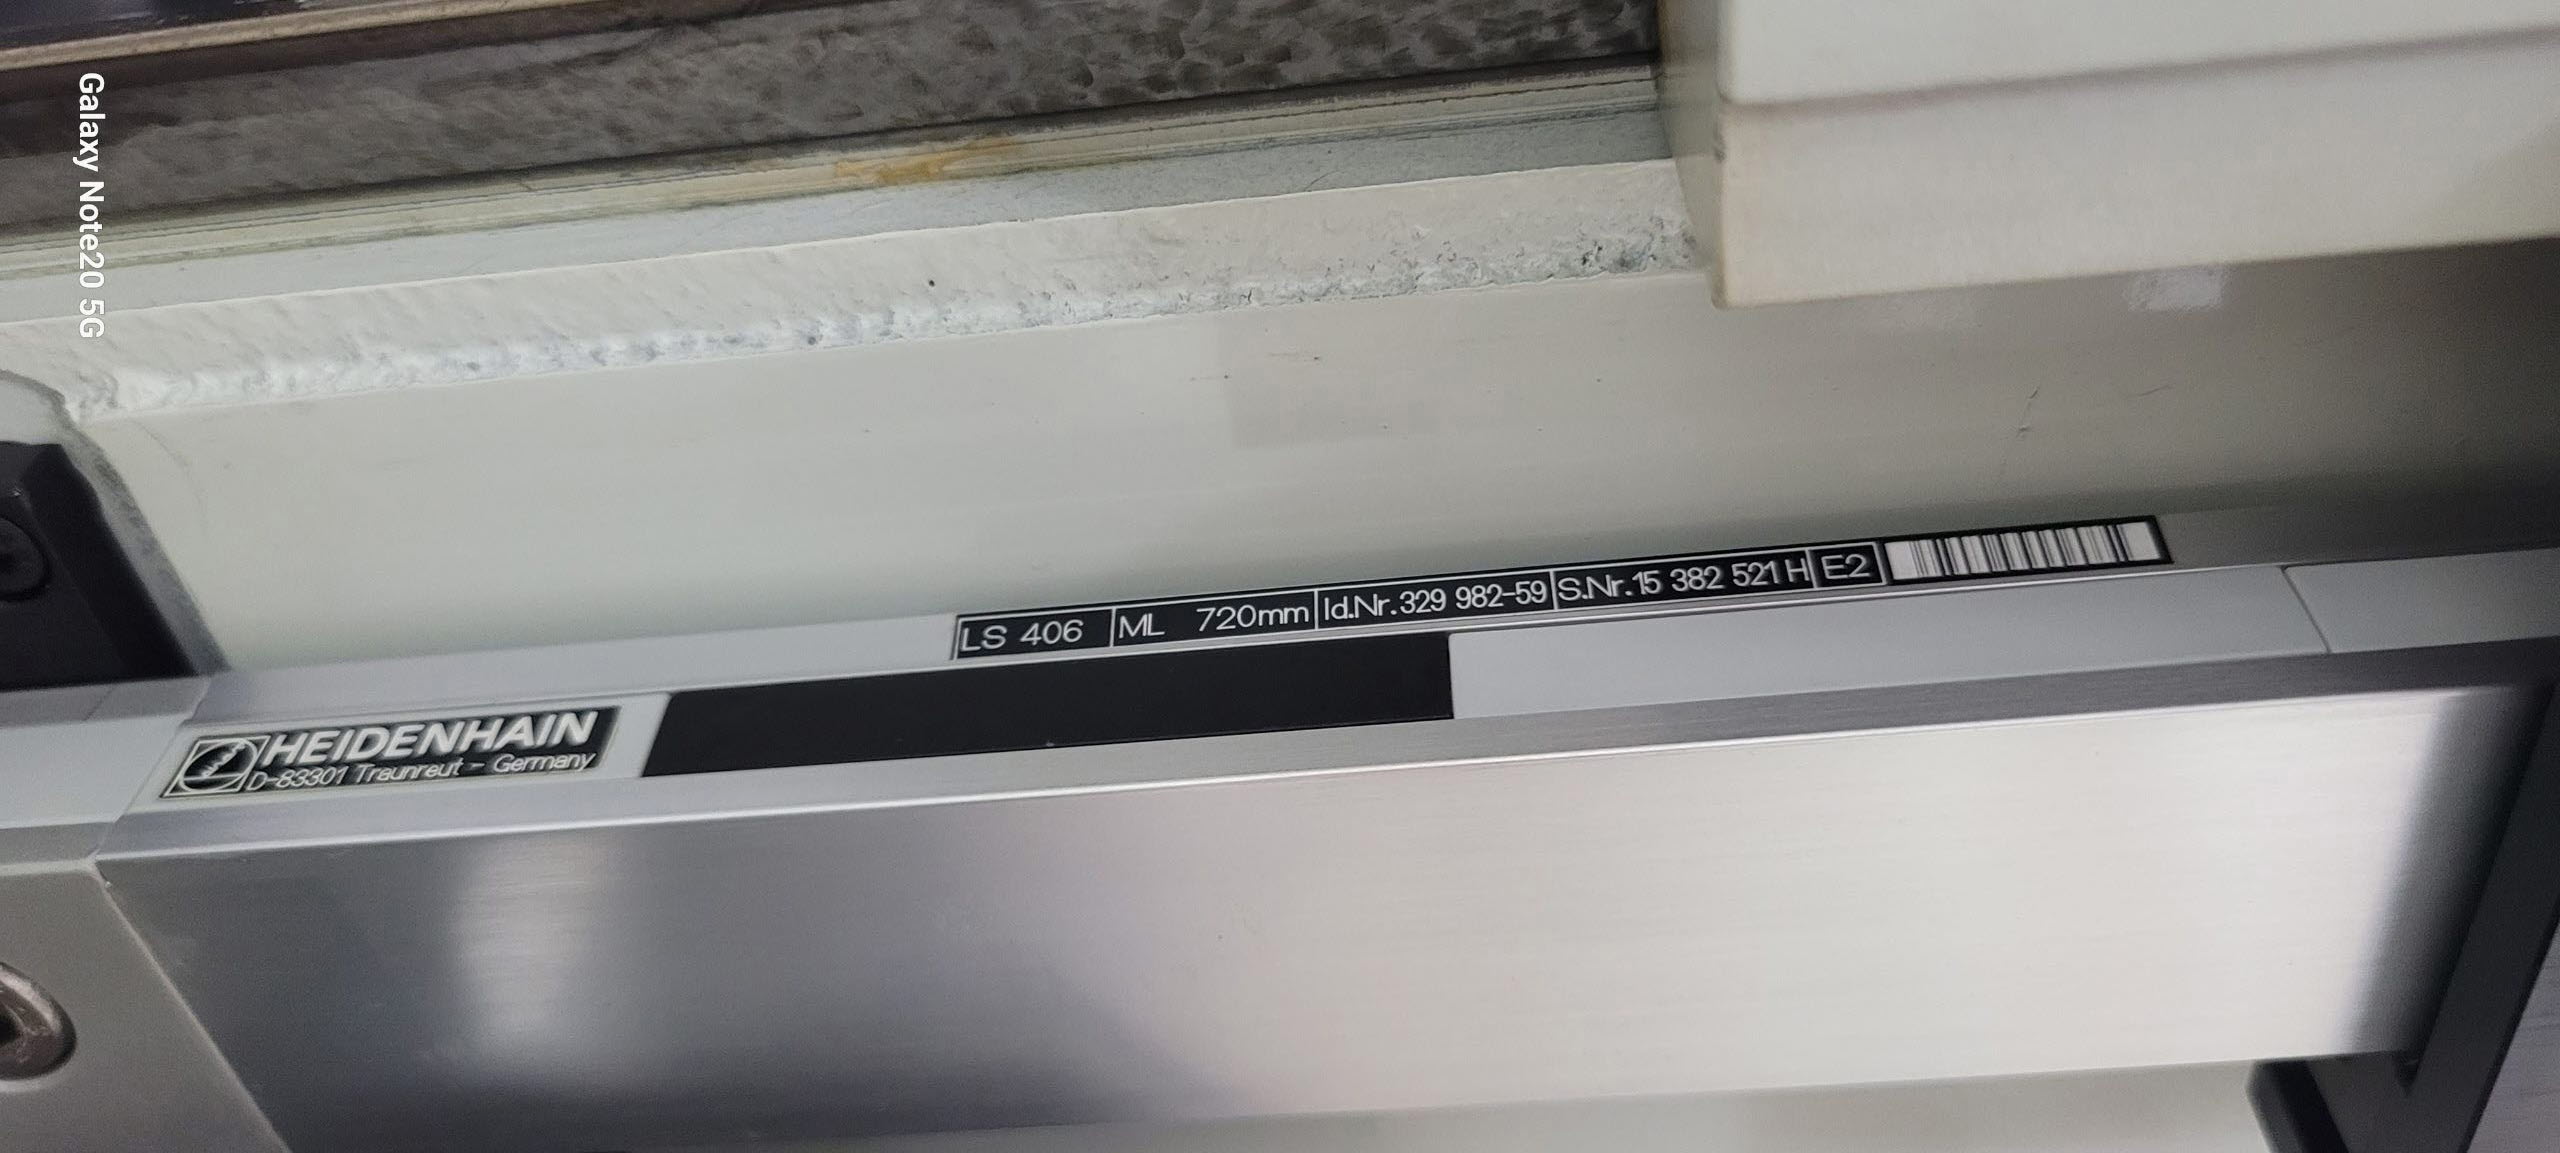 LS 406 ML 720mm Id.Nr.329 982-59 S.Nr.15 382 521 H E2
HEIDENHAIN
D-83301 Traunreut - Germany
Galaxy Note20 5G